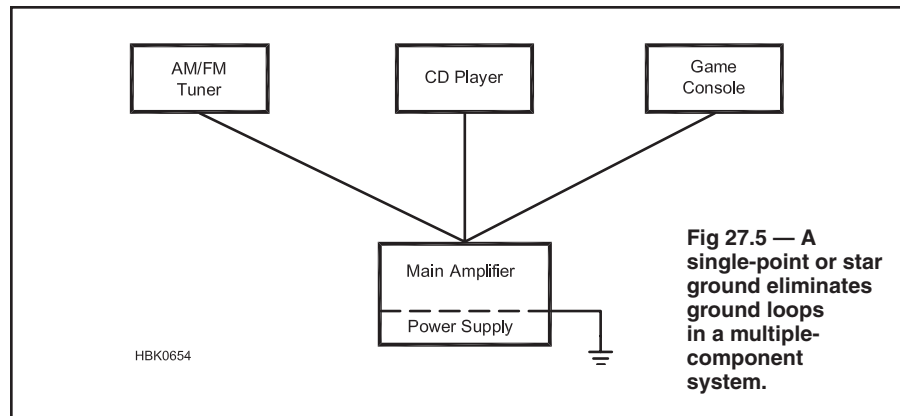 AM/FM
Tuner
CD Player
Game
Console
Main Amplifier
Power Supply
HBK0654
Fig 27.5 — A
single-point or star
ground eliminates
ground loops
in a multiple-
component
system.